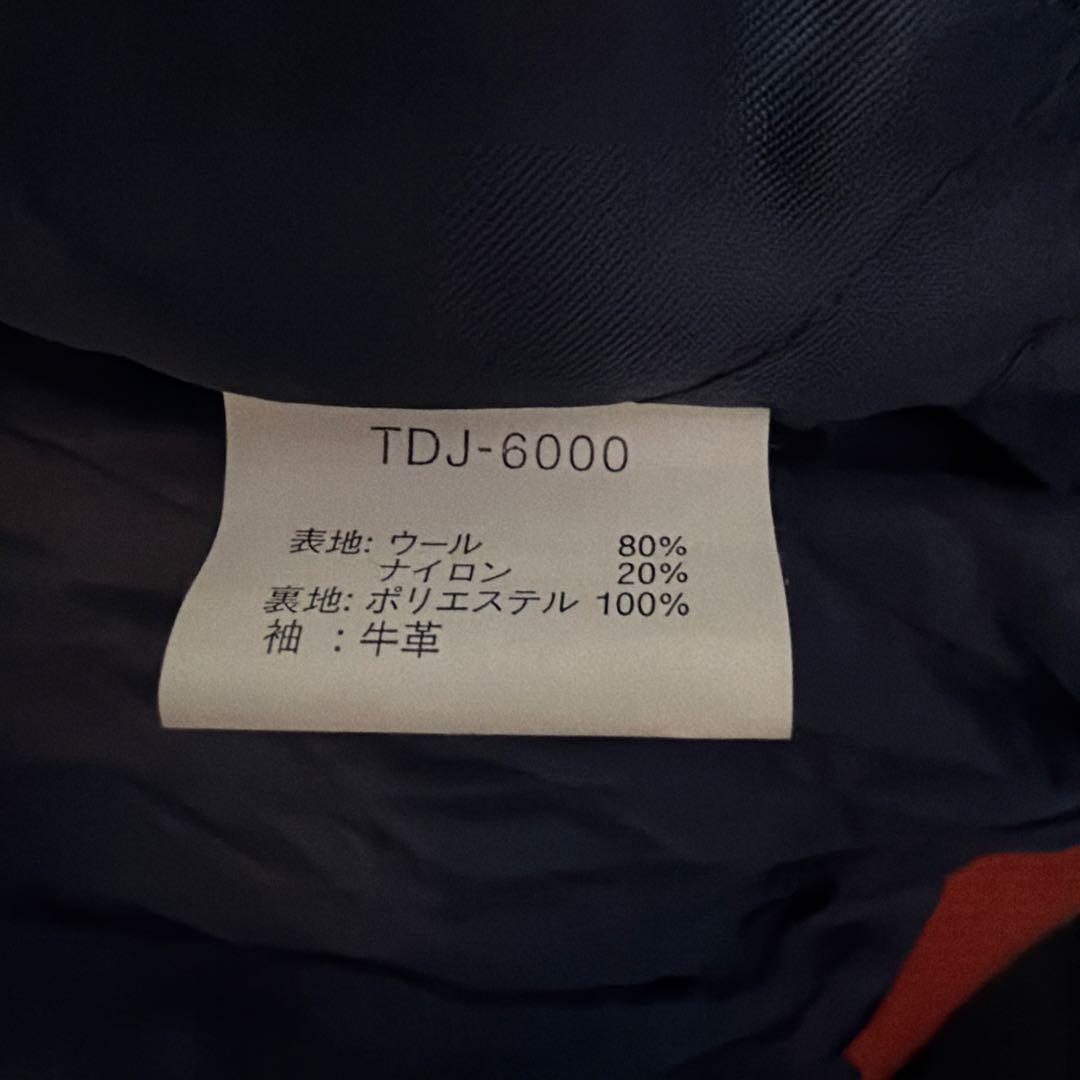 TDJ-6000
表地: ウール 80%
ナイロン 20%
裏地: ポリエステル 100%
袖 : 牛革